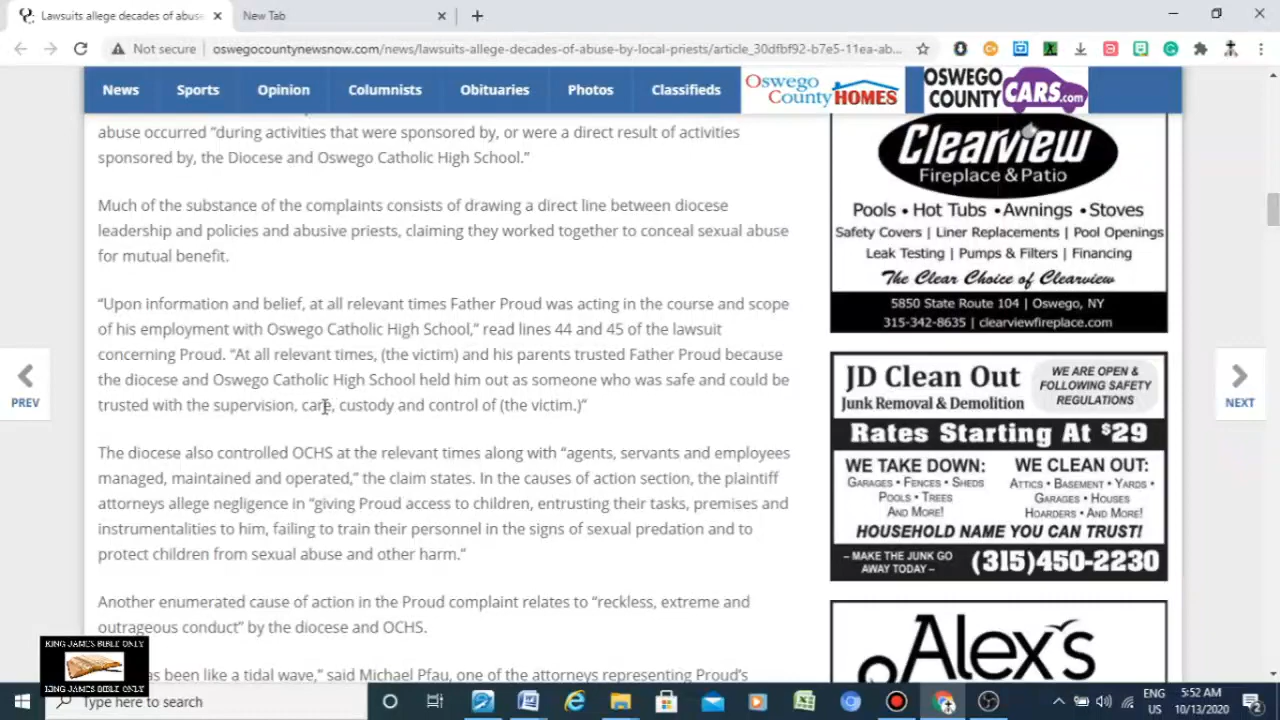 Lawsuits allege decades of abuse
New Tab
Not secure
oswegocountynewsnow.com/news/lawsuits-allege-decades-of-abuse-by-local-priests/article_30dfbf92-b7e5-11ea-ab...
News
Sports
Opinion
Columnists
Obituaries
Photos
Classifieds
Oswego
County HOMES
OSWEGO
COUNTY CARS.com
abuse occurred “during activities that were sponsored by, or were a direct result of activities
sponsored by, the Diocese and Oswego Catholic High School.”
Much of the substance of the complaints consists of drawing a direct line between diocese
leadership and policies and abusive priests, claiming they worked together to conceal sexual abuse
for mutual benefit.
“Upon information and belief, at all relevant times Father Proud was acting in the course and scope
of his employment with Oswego Catholic High School,” read lines 44 and 45 of the lawsuit
concerning Proud. “At all relevant times, (the victim) and his parents trusted Father Proud because
the diocese and Oswego Catholic High School held him out as someone who was safe and could be
trusted with the supervision, care, custody and control of (the victim.)”
The diocese also controlled OCHS at the relevant times along with “agents, servants and employees
managed, maintained and operated,” the claim states. In the causes of action section, the plaintiff
attorneys allege negligence in “giving Proud access to children, entrusting their tasks, premises and
instrumentalities to him, failing to train their personnel in the signs of sexual predation and to
protect children from sexual abuse and other harm.”
Another enumerated cause of action in the Proud complaint relates to “reckless, extreme and
outrageous conduct” by the diocese and OCHS.
as been like a tidal wave,” said Michael Pfau, one of the attorneys representing Proud’s
PREV
NEXT
Clearview
Fireplace & Patio
Pools • Hot Tubs • Awnings • Stoves
Safety Covers | Liner Replacements | Pool Openings
Leak Testing | Pumps & Filters | Financing
The Clear Choice of Clearview
5850 State Route 104 | Oswego, NY
315-342-8635 | clearviewfireplace.com
JD Clean Out
Junk Removal & Demolition
WE ARE OPEN &
FOLLOWING SAFETY
REGULATIONS
Rates Starting At $29
WE TAKE DOWN:
GARAGES • FENCES • SHEDS
POOLS • TREES
AND MORE!
WE CLEAN OUT:
ATTICS • BASEMENT • YARDS •
GARAGES • HOUSES
HOARDERS • AND MORE!
HOUSEHOLD NAME YOU CAN TRUST!
– MAKE THE JUNK GO
AWAY TODAY –
(315)450-2230
Alex's
KING JAMES BIBLE ONLY
KING JAMES BIBLE ONLY
Type here to search
ENG
US
5:52 AM
10/13/2020
2